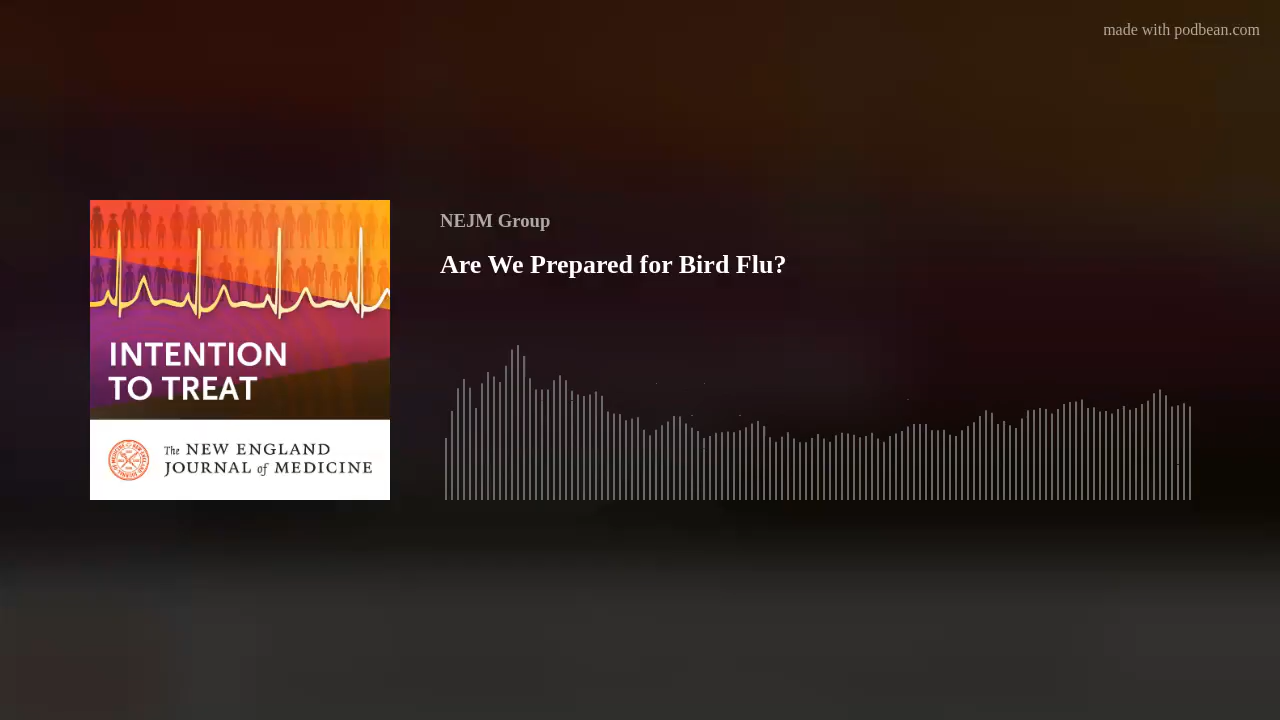 made with podbean.com
NEJM Group
Are We Prepared for Bird Flu?
INTENTION
TO TREAT
The NEW ENGLAND
JOURNAL of MEDICINE